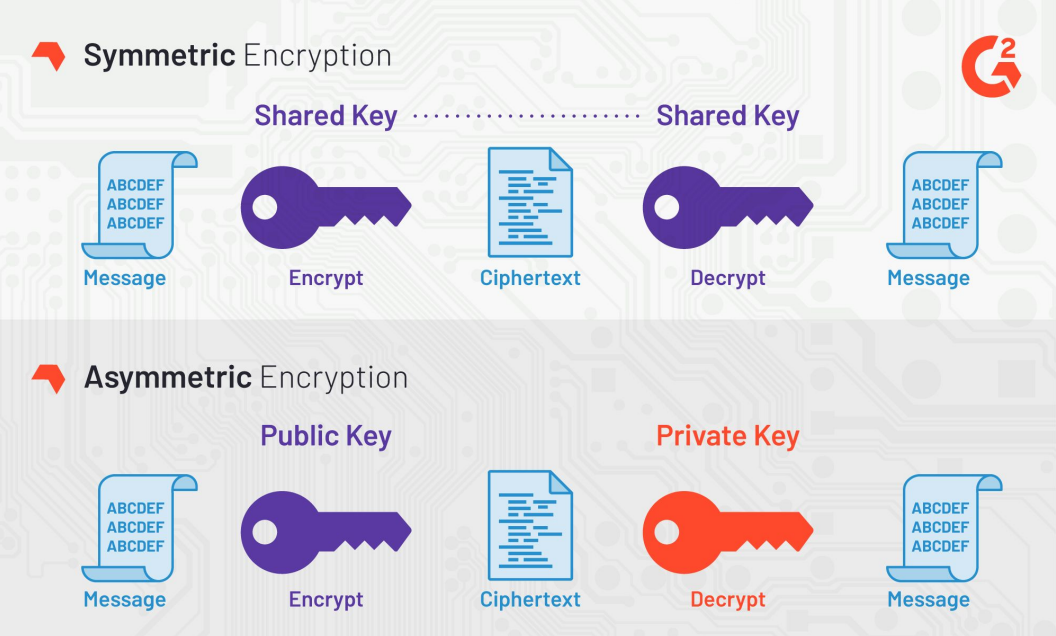 Symmetric Encryption
G2
Shared Key Shared Key
ABCDEF
ABCDEF
ABCDEF
ABCDEF
ABCDEF
ABCDEF
Message Encrypt Ciphertext Decrypt Message
Asymmetric Encryption
Public Key Private Key
ABCDEF
ABCDEF
ABCDEF
ABCDEF
ABCDEF
ABCDEF
Message Encrypt Ciphertext Decrypt Message